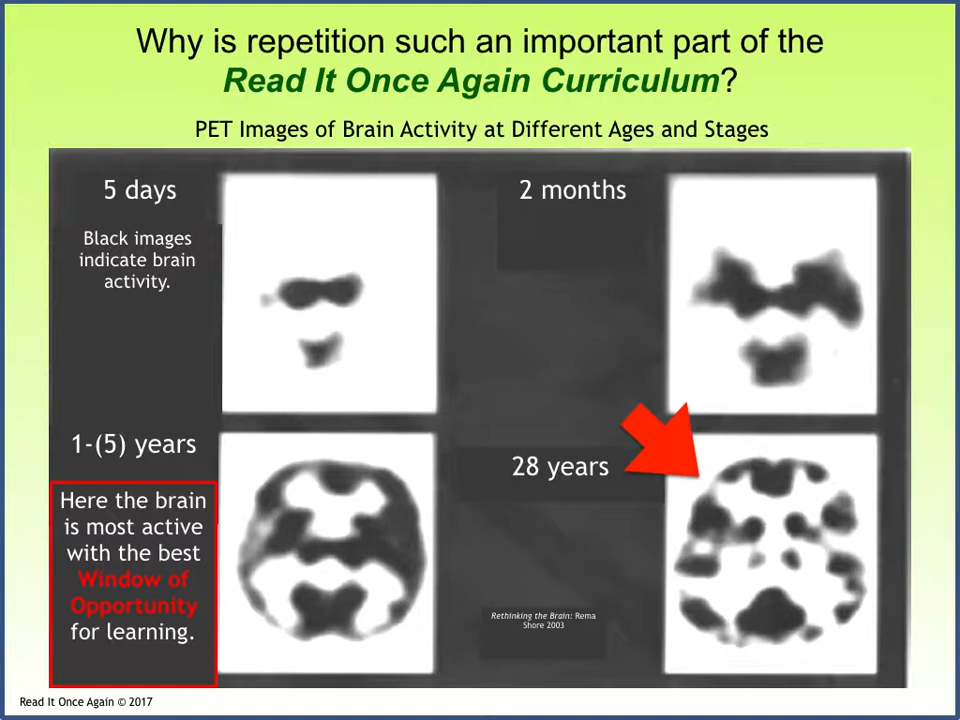 Why is repetition such an important part of the
Read It Once Again Curriculum?
PET Images of Brain Activity at Different Ages and Stages
5 days
Black images
indicate brain
activity.
2 months
1-(5) years
Here the brain
is most active
with the best
Window of
Opportunity
for learning.
28 years
Rethinking the Brain: Rema
Shore 2003
Read It Once Again © 2017